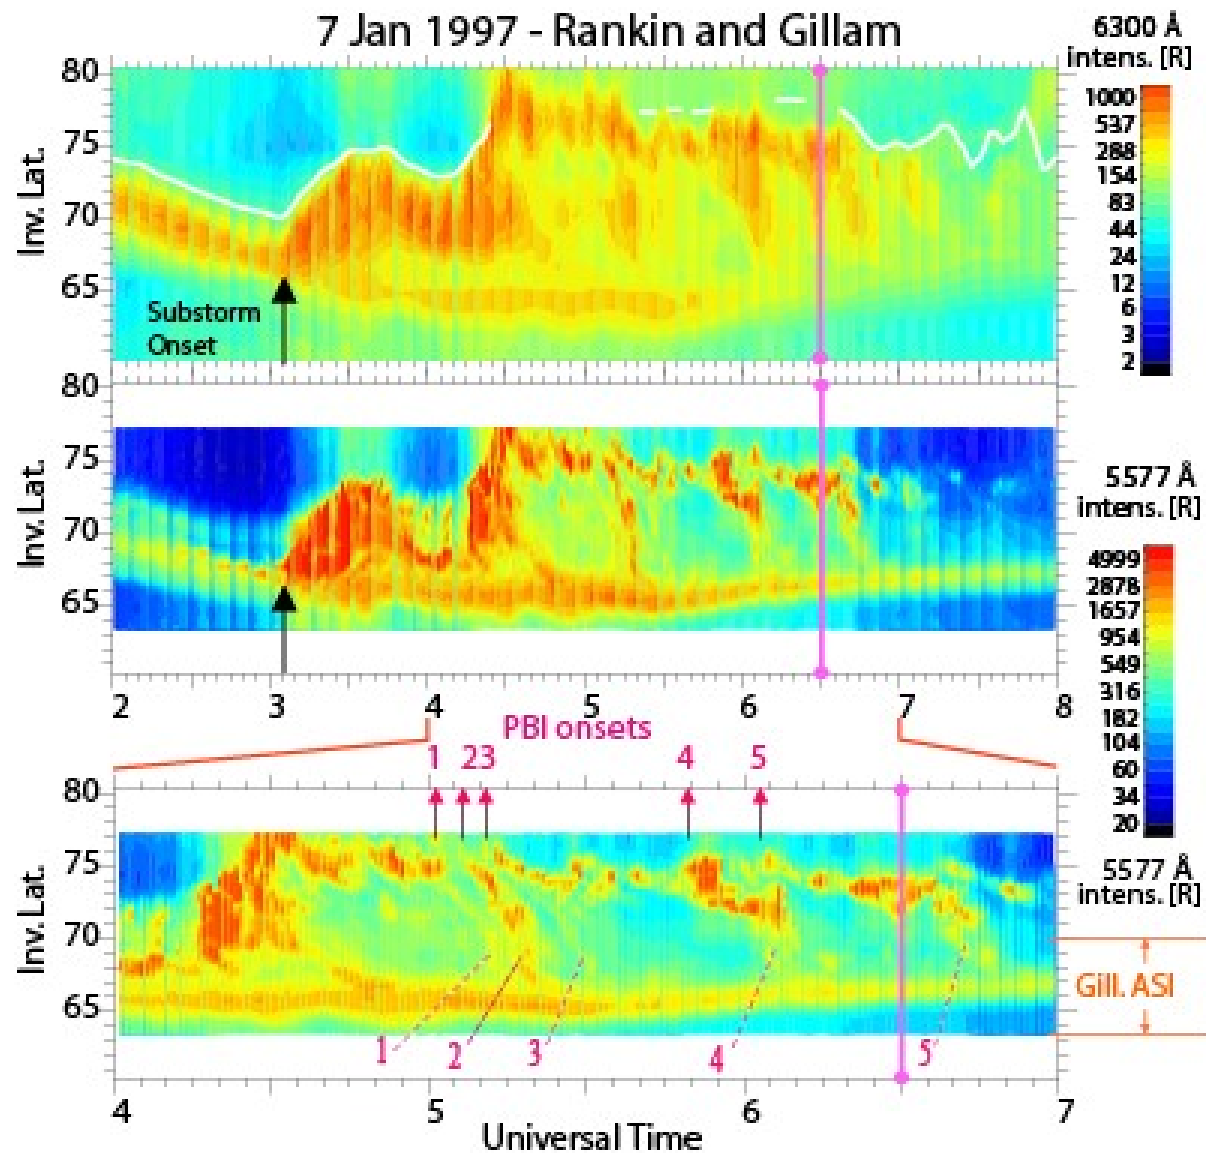 7 Jan 1997 - Rankin and Gillam
6300 Å
intens. [R]
80
75
70
65
Inv. Lat.
Substorm
Onset
1000
537
288
154
83
44
24
12
6
3
2
80
75
70
65
Inv. Lat.
5577 Å
intens. [R]
4999
2878
1657
954
549
316
182
104
60
34
20
2 3 4 5 6 7 8
PBI onsets
1 23 4 5
80
75
70
65
Inv. Lat.
5577 Å
intens. [R]
Gill. ASI
1 2 3 4 5
4 5 6 7
Universal Time